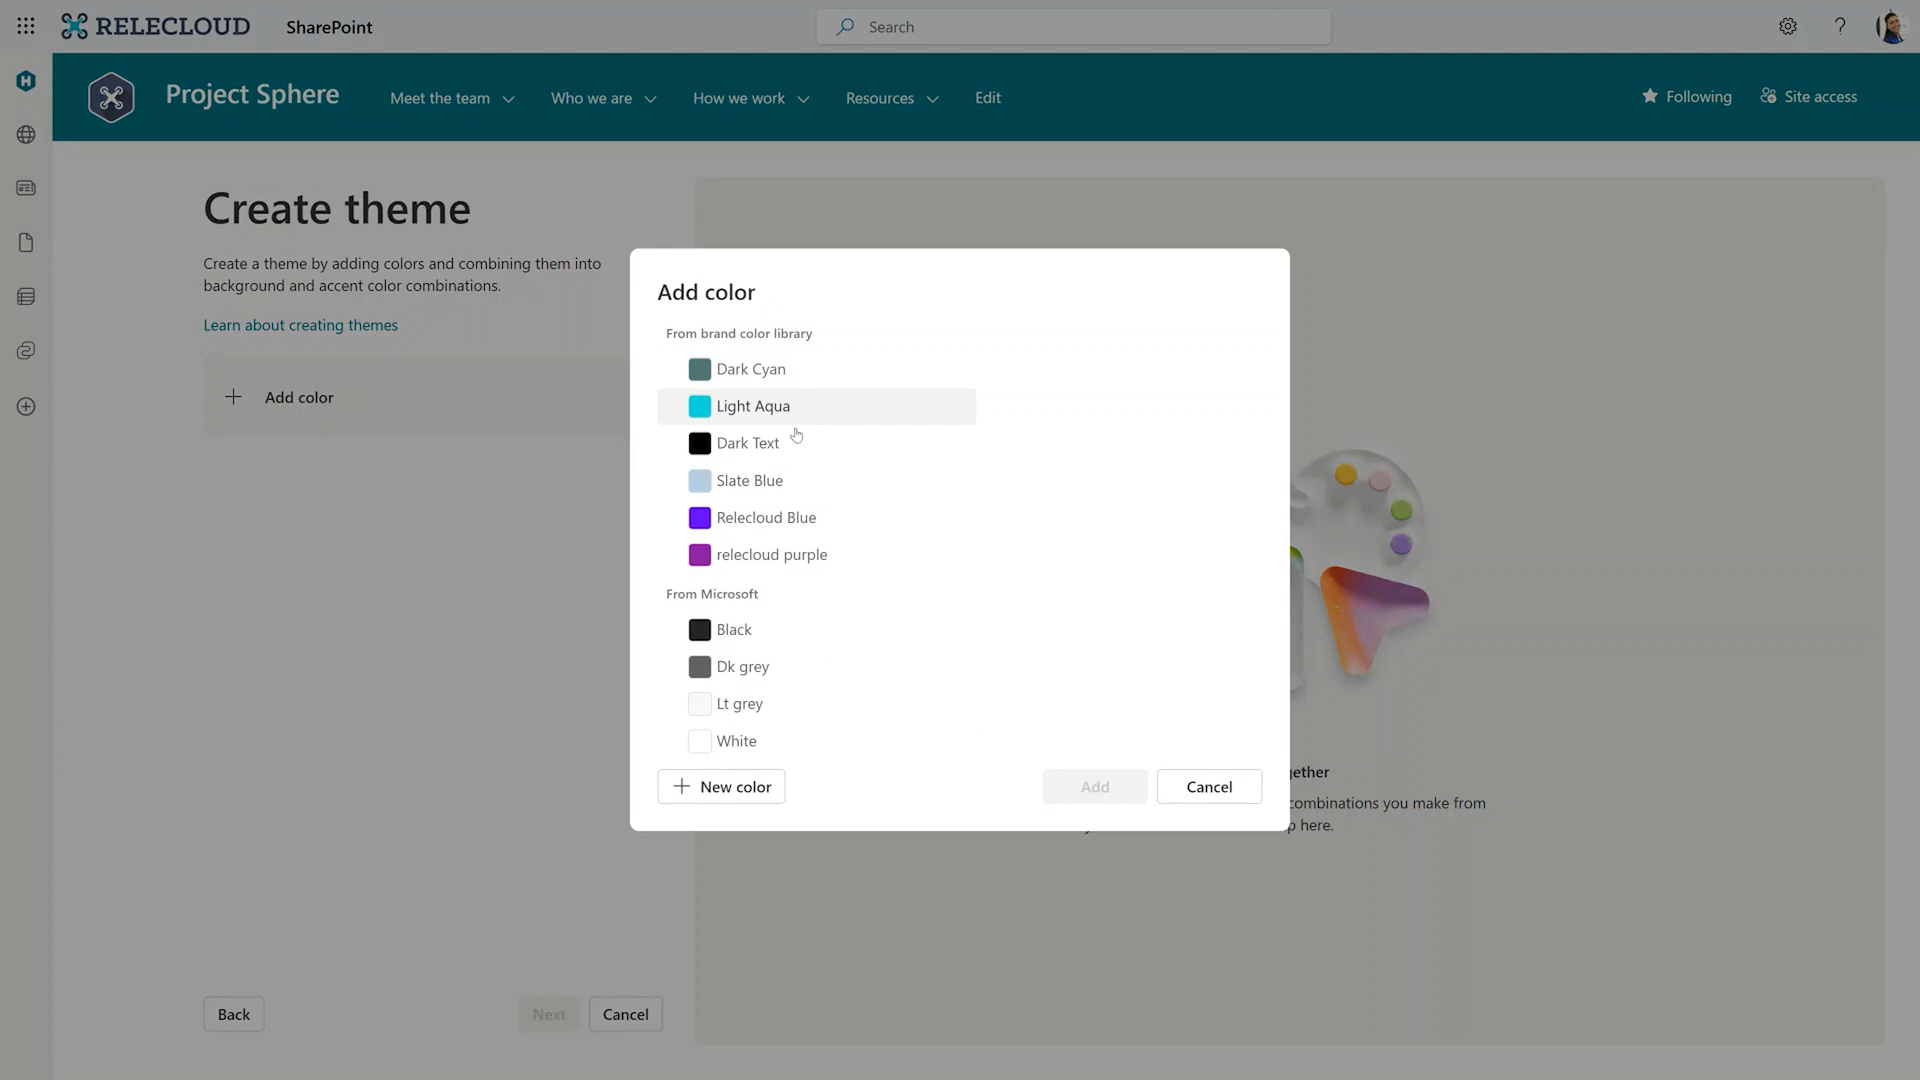 RELECLOUD
SharePoint
Search
Project Sphere
Meet the team
Who we are
How we work
Resources
Edit
Following
Site access
Create theme
Create a theme by adding colors and combining them into
background and accent color combinations.
Learn about creating themes
Add color
Add color
From brand color library
Dark Cyan
Light Aqua
Dark Text
Slate Blue
Relecloud Blue
relecloud purple
From Microsoft
Black
Dk grey
Lt grey
White
New color
Add
Cancel
combinations you make from
here.
Back
Next
Cancel